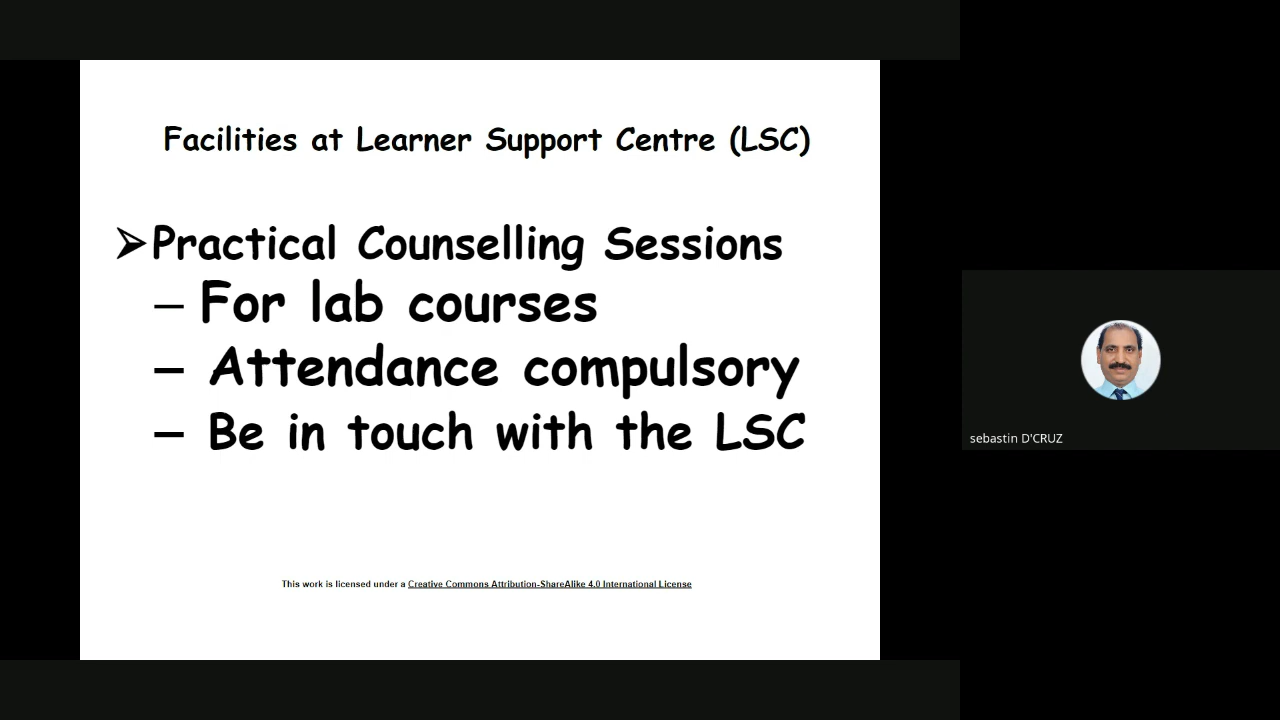 Facilities at Learner Support Centre (LSC)
➢Practical Counselling Sessions
– For lab courses
– Attendance compulsory
– Be in touch with the LSC
This work is licensed under a Creative Commons Attribution-ShareAlike 4.0 International License
sebastin D'CRUZ